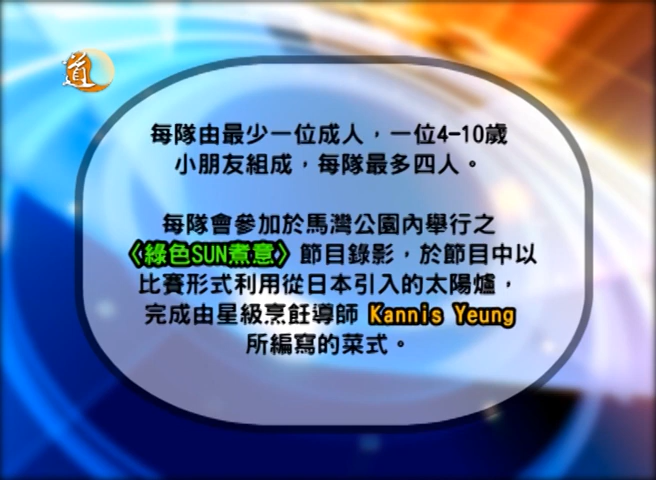 道
每隊由最少一位成人，一位4-10歲
小朋友組成，每隊最多四人。
每隊會參加於馬灣公園內舉行之
〈綠色SUN煮意〉節目錄影，於節目中以
比賽形式利用從日本引入的太陽爐，
完成由星級烹飪導師 Kannis Yeung
所編寫的菜式。